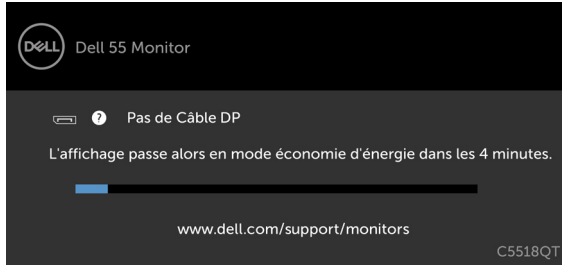 DELL Dell 55 Monitor
? Pas de Câble DP
L'affichage passe alors en mode économie d'énergie dans les 4 minutes.
www.dell.com/support/monitors
C5518QT